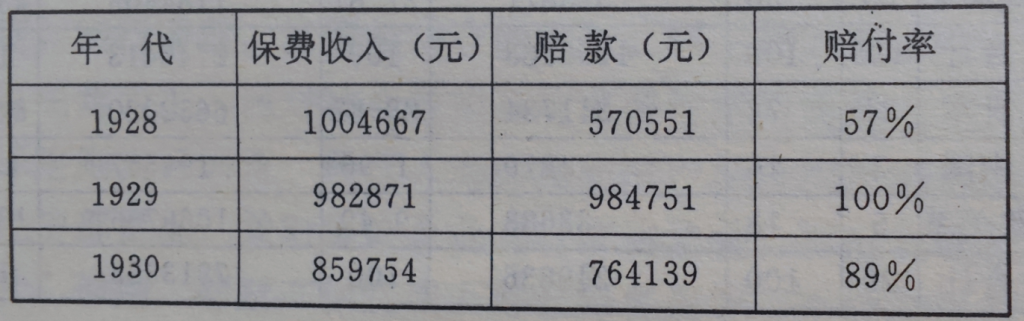 年 代 保费收入（元） 赔 款（元） 赔付率
1928 1004667 570551 57%
1929 982871 984751 100%
1930 859754 764139 89%